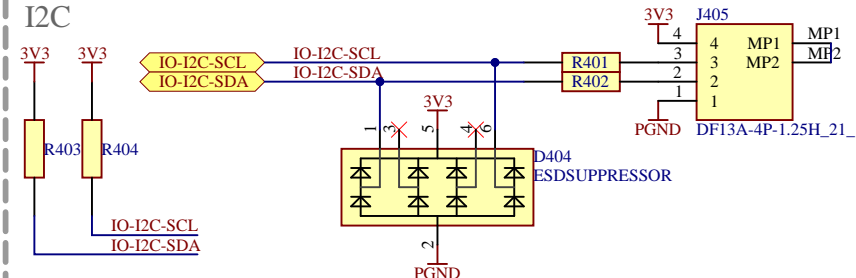 I2C
3V3 3V3
IO-I2C-SCL IO-I2C-SCL
IO-I2C-SDA IO-I2C-SDA
R401
R402
3V3 J405
4 4 MP1 MP1
3 3 MP2 MP2
2 2
1 1
PGND DF13A-4P-1.25H_21_
R403 R404
3V3
1 3 5 4 6
D404
ESDSUPPRESSOR
2
PGND
IO-I2C-SCL
IO-I2C-SDA